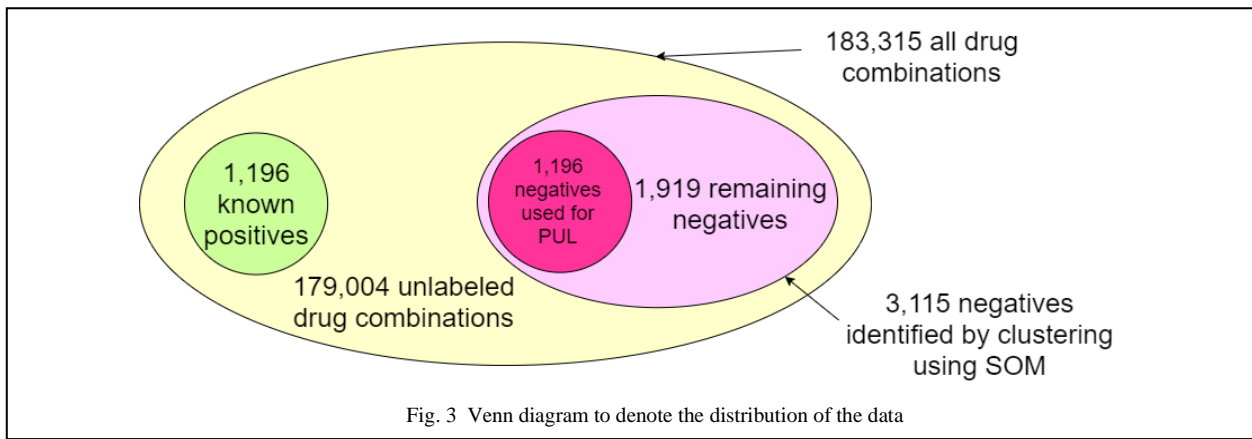 183,315 all drug
combinations
1,196
known
positives
1,196
negatives
used for
PUL
1,919 remaining
negatives
179,004 unlabeled
drug combinations
3,115 negatives
identified by clustering
using SOM
Fig. 3 Venn diagram to denote the distribution of the data